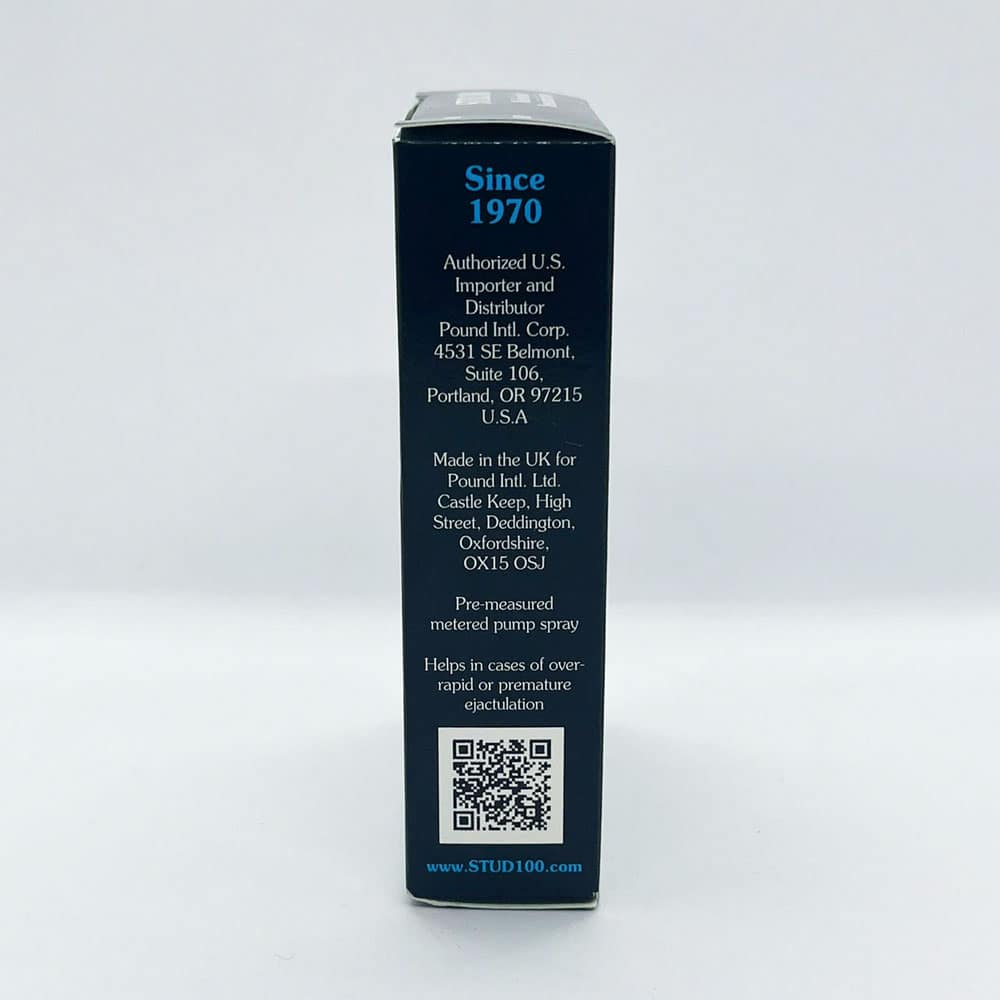 Since
1970
Authorized U.S.
Importer and
Distributor
Pound Intl. Corp.
4531 SE Belmont,
Suite 106,
Portland, OR 97215
U.S.A
Made in the UK for
Pound Intl. Ltd.
Castle Keep, High
Street, Deddington,
Oxfordshire,
OX15 OSJ
Pre-measured
metered pump spray
Helps in cases of over-
rapid or premature
ejactulation
www.STUD100.com